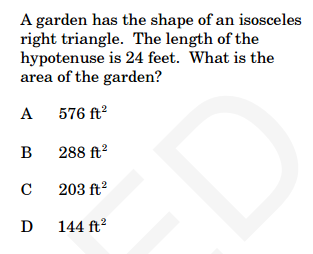 A garden has the shape of an isosceles
right triangle. The length of the
hypotenuse is 24 feet. What is the
area of the garden?
A 576 ft²
B 288 ft²
C 203 ft²
D 144 ft²